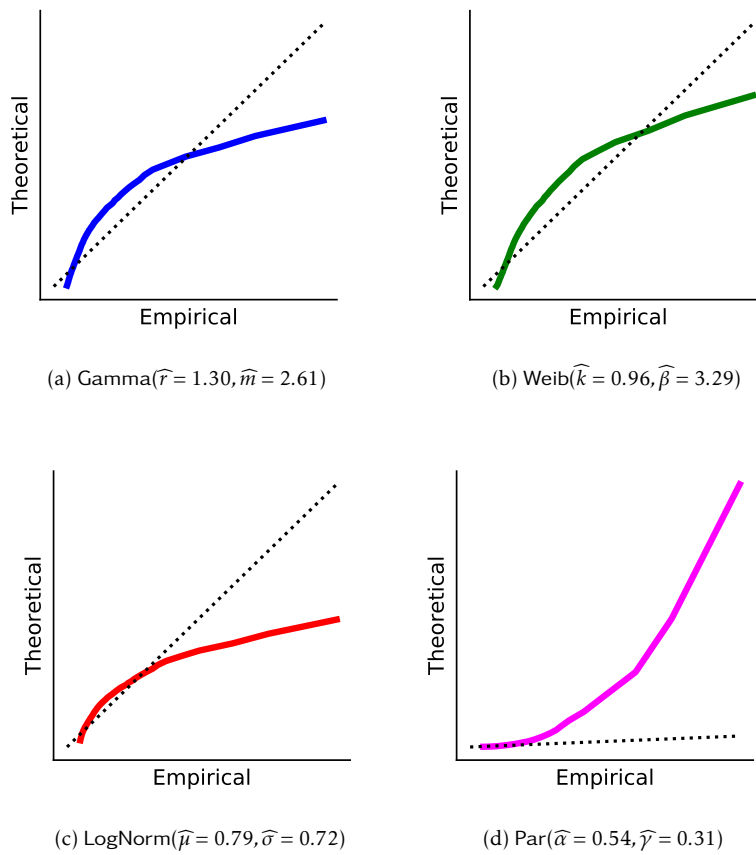 Theoretical
Empirical
(a) Gamma(r̂ = 1.30, m̂ = 2.61)
Theoretical
Empirical
(b) Weib(k̂ = 0.96, β̂ = 3.29)
Theoretical
Empirical
(c) LogNorm(μ̂ = 0.79, σ̂ = 0.72)
Theoretical
Empirical
(d) Par(α̂ = 0.54, γ̂ = 0.31)